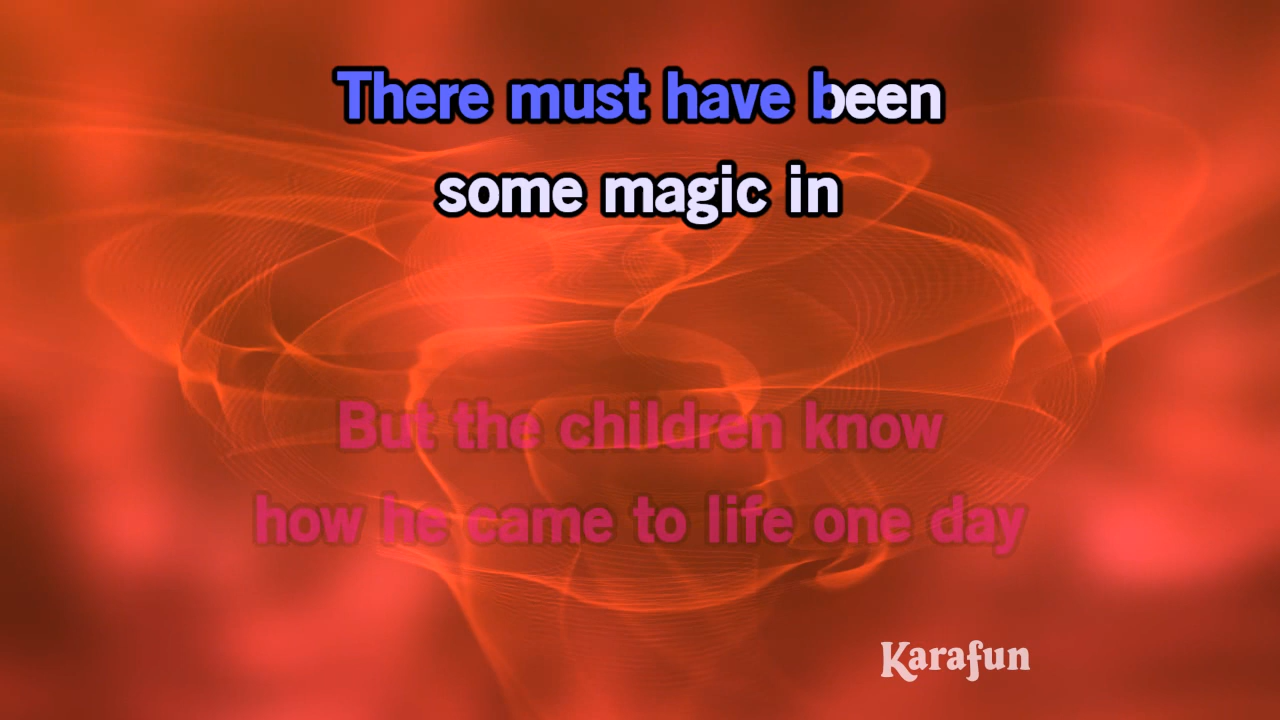 There must have been
some magic in
But the children know
how he came to life one day
Karafun